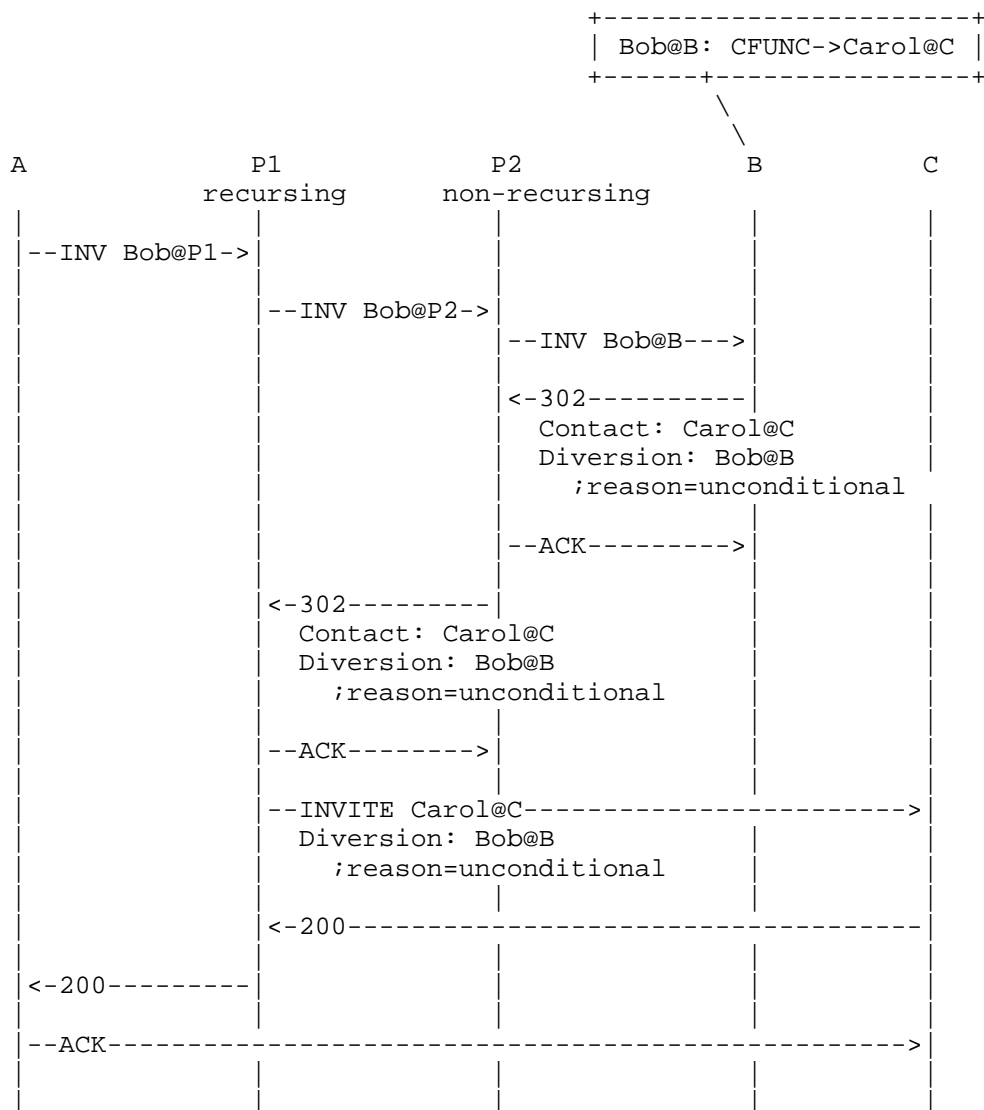 Bob@B: CFUNC->Carol@C
A P1 P2 B C
recursing non-recursing
--INV Bob@P1->
--INV Bob@P2->
--INV Bob@B--->
<-302----------
Contact: Carol@C
Diversion: Bob@B
;reason=unconditional
--ACK--------->
<-302---------
Contact: Carol@C
Diversion: Bob@B
;reason=unconditional
--ACK-------->
--INVITE Carol@C------------------------>
Diversion: Bob@B
;reason=unconditional
<-200------------------------------------
<-200---------
--ACK-------------------------------------------------->